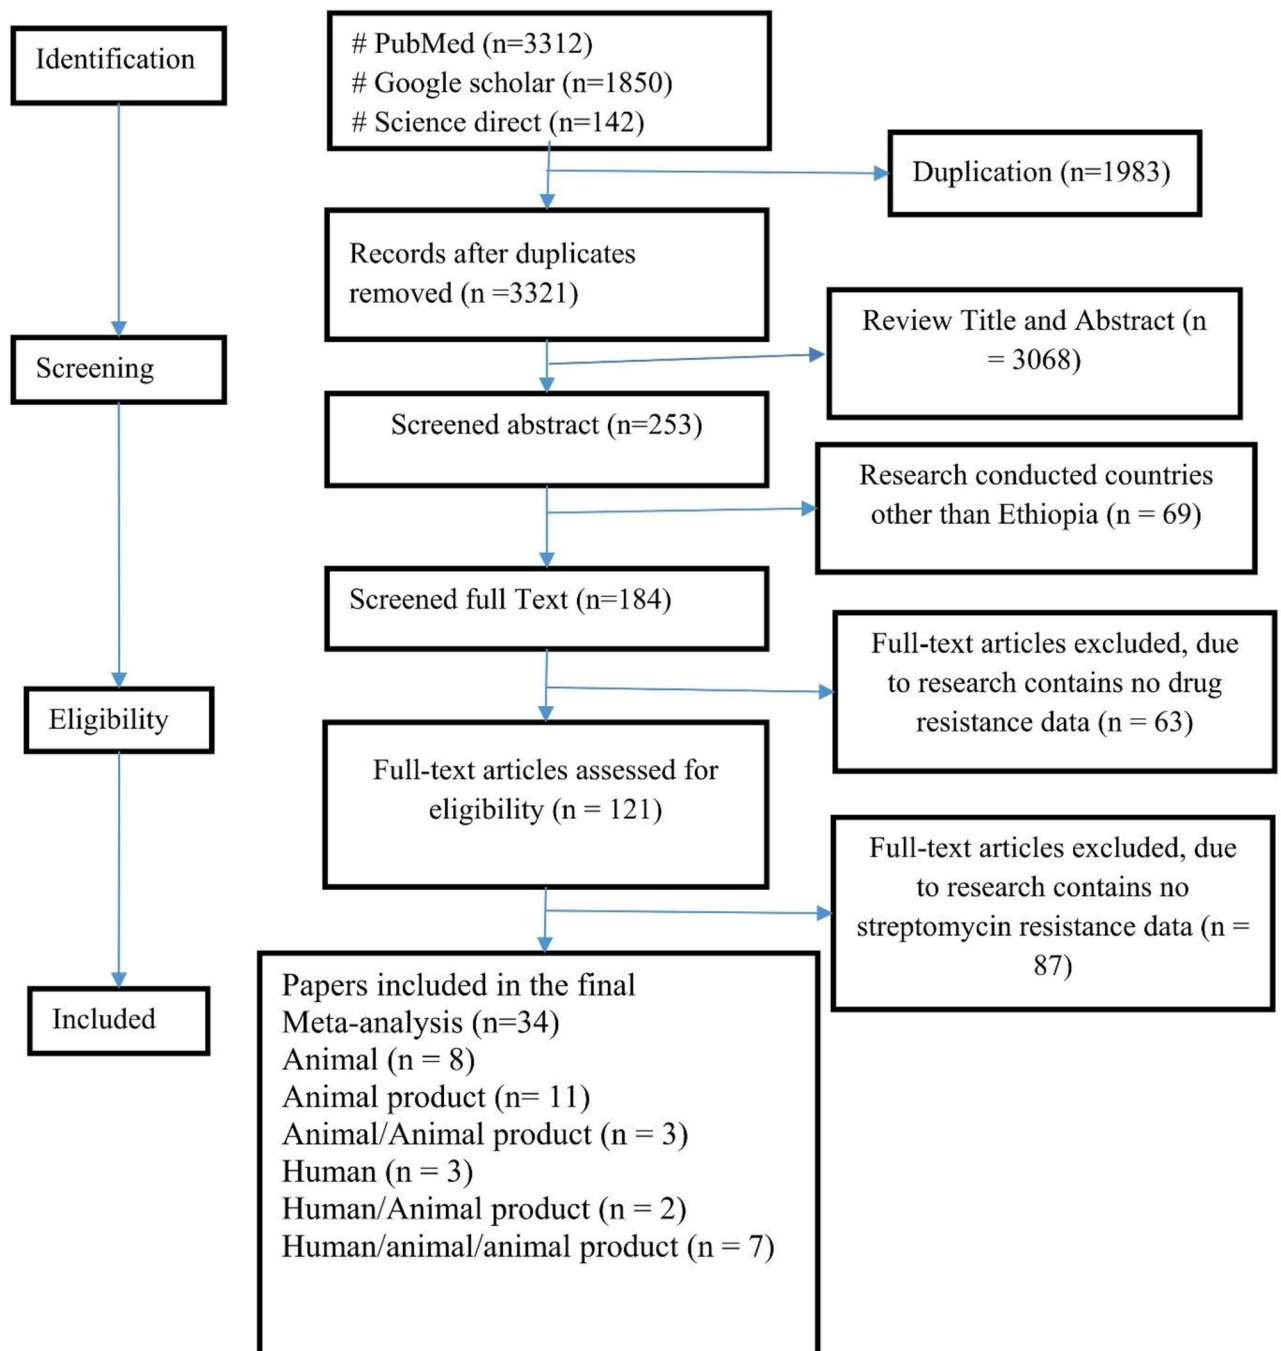 Identification
# PubMed (n=3312)
# Google scholar (n=1850)
# Science direct (n=142)
Duplication (n=1983)
Records after duplicates
removed (n =3321)
Review Title and Abstract (n
= 3068)
Screening
Screened abstract (n=253)
Research conducted countries
other than Ethiopia (n = 69)
Screened full Text (n=184)
Full-text articles excluded, due
to research contains no drug
resistance data (n = 63)
Eligibility
Full-text articles assessed for
eligibility (n = 121)
Full-text articles excluded, due
to research contains no
streptomycin resistance data (n =
87)
Included
Papers included in the final
Meta-analysis (n=34)
Animal (n = 8)
Animal product (n= 11)
Animal/Animal product (n = 3)
Human (n = 3)
Human/Animal product (n = 2)
Human/animal/animal product (n = 7)